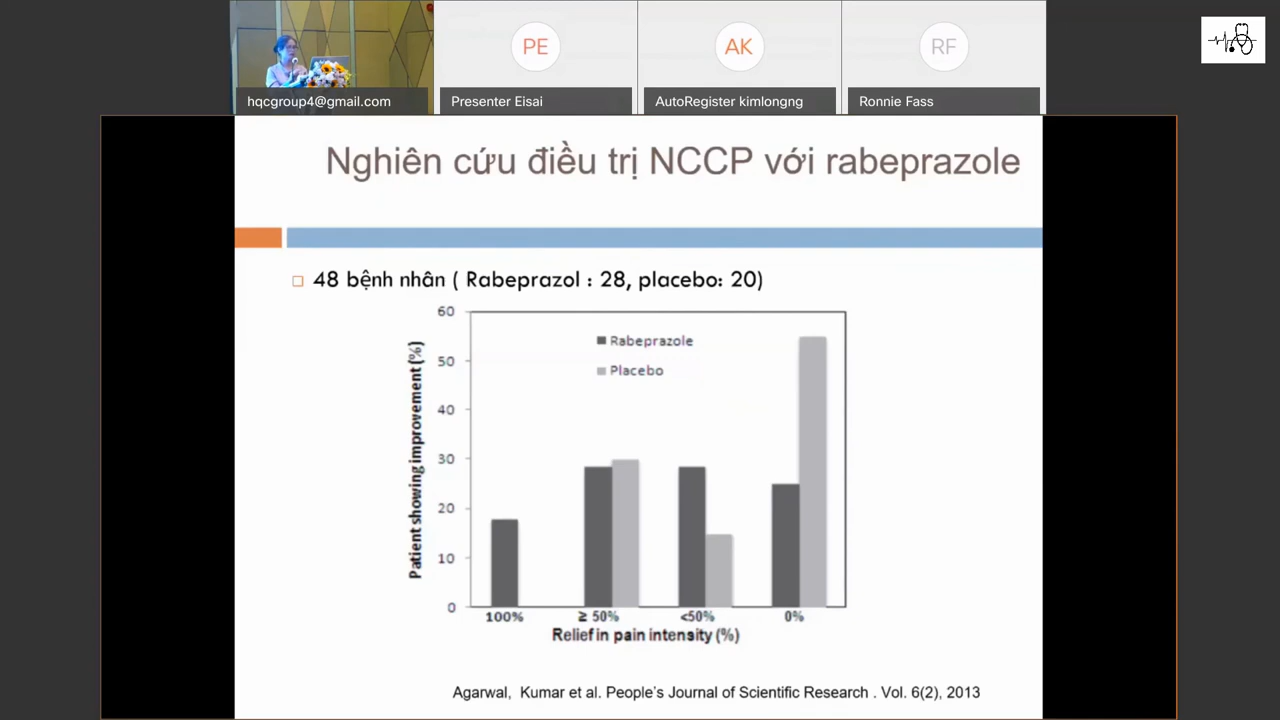 PE
AK
RF
hqcgroup4@gmail.com
Presenter Eisai
AutoRegister kimlongng
Ronnie Fass
Nghiên cứu điều trị NCCP với rabeprazole
48 bệnh nhân ( Rabeprazol : 28, placebo: 20)
60
50
40
30
20
10
0
Patient showing improvement (%)
Rabeprazole
Placebo
100% ≥ 50% <50% 0%
Relief in pain intensity (%)
Agarwal, Kumar et al. People's Journal of Scientific Research . Vol. 6(2), 2013